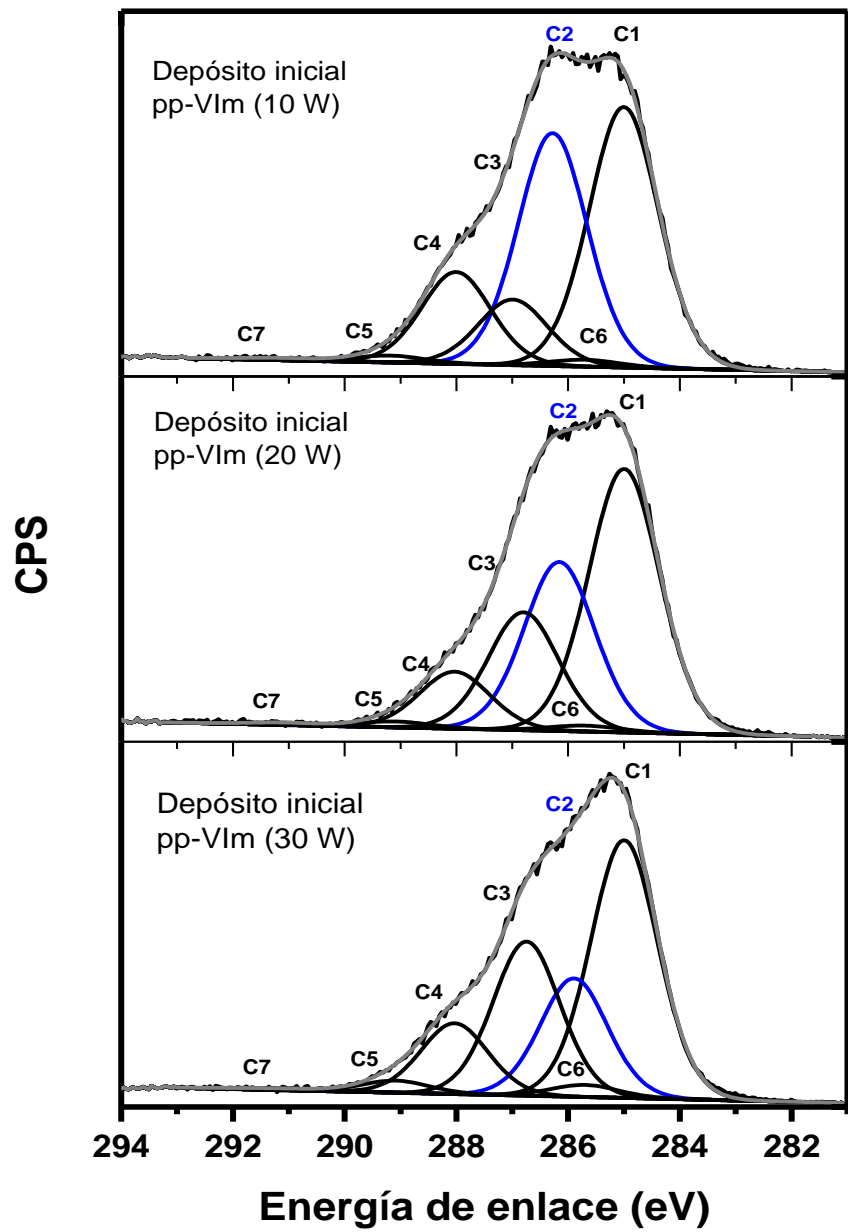 C2 C1
Depósito inicial
pp-VIm (10 W)
C3
C4
C7 C5 C6
Depósito inicial
pp-VIm (20 W)
C2 C1
C3
C4
C7 C5 C6
Depósito inicial
pp-VIm (30 W)
C2 C1
C3
C4
C7 C5 C6
CPS
294 292 290 288 286 284 282
Energía de enlace (eV)